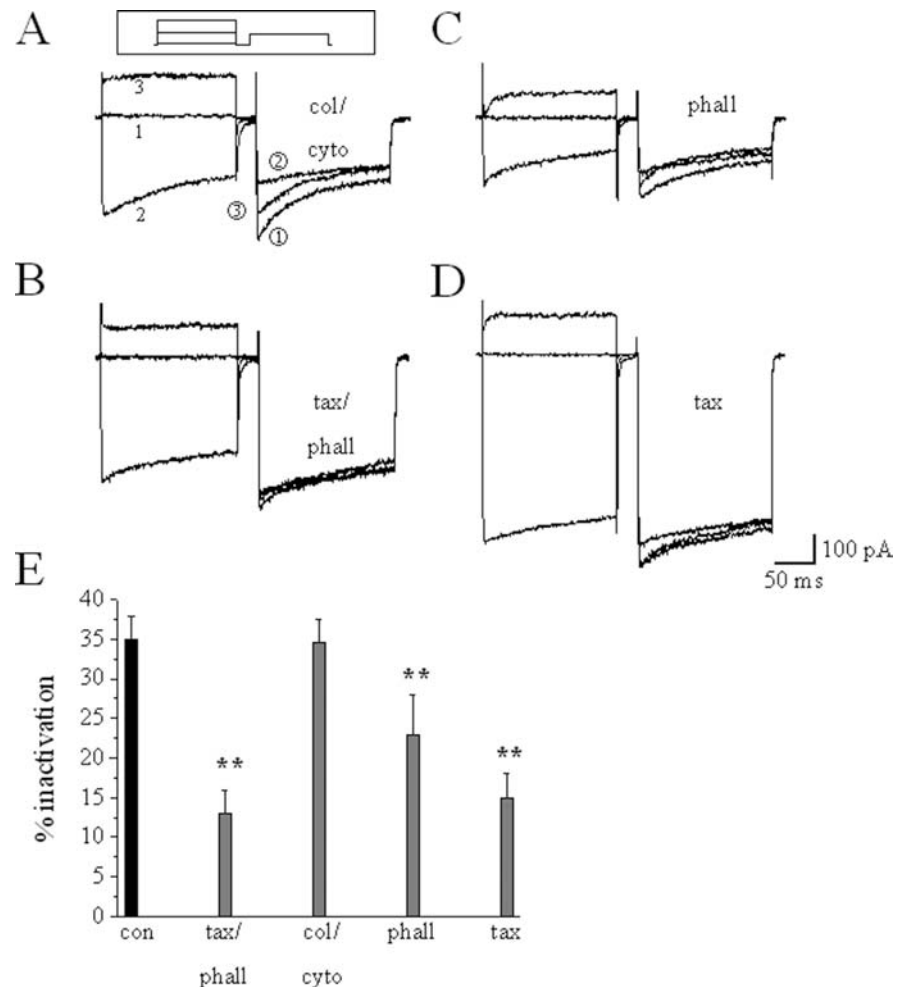 A
3
1
2
col/
cyto
②
③
①
C
phall
B
tax/
phall
D
tax
100 pA
50 ms
E
% inactivation
40
35
30
25
20
15
10
5
0
**
**
**
con
tax/
phall
col/
cyto
phall
tax